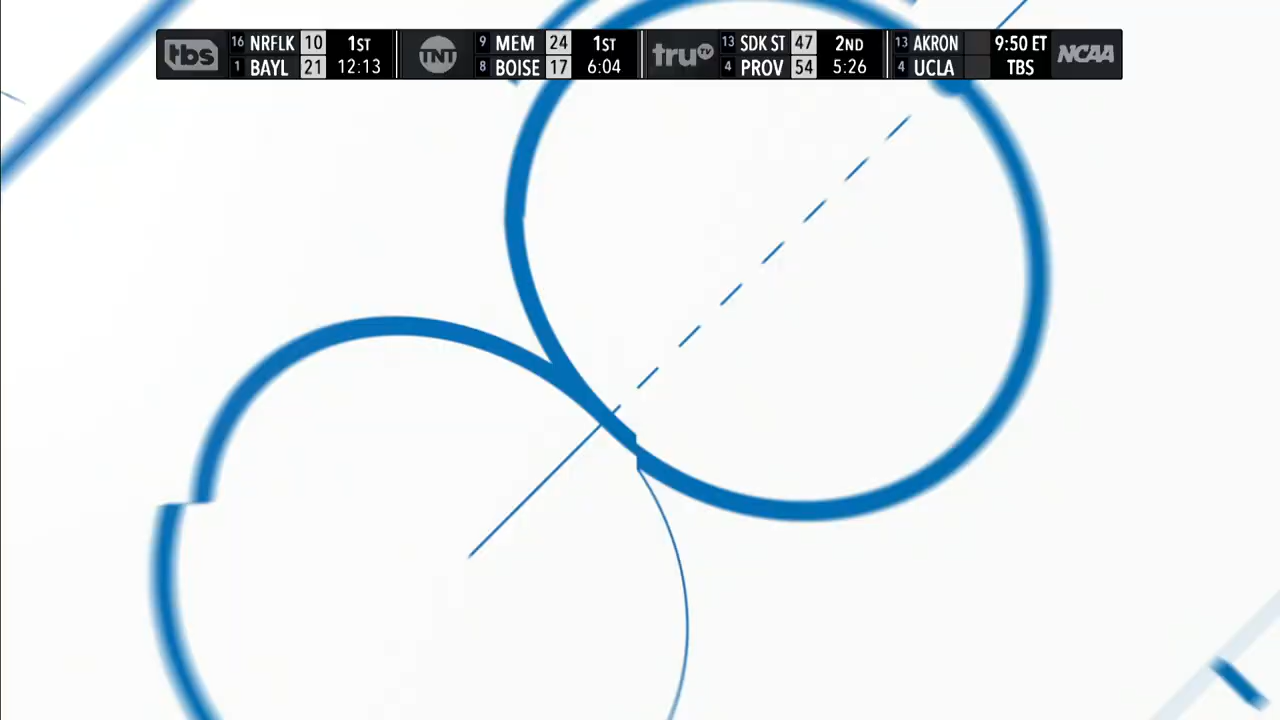 tbs 16 NRFLK 10 1ST
1 BAYL 21 12:13
TNT 9 MEM 24 1ST
8 BOISE 17 6:04
truTV 13 SDK ST 47 2ND
4 PROV 54 5:26
13 AKRON 9:50 ET
4 UCLA TBS
NCAA